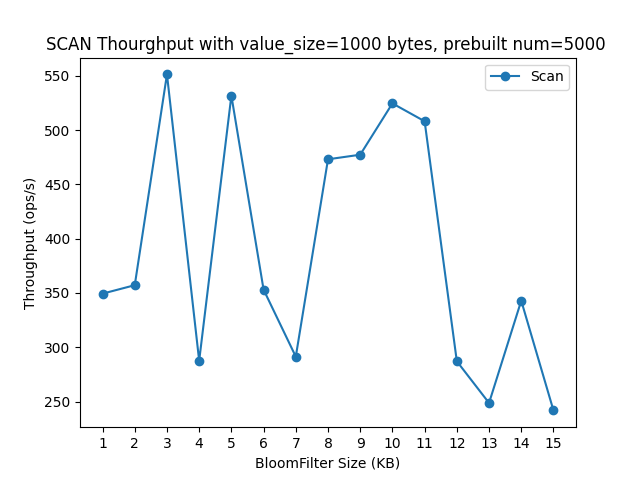 SCAN Thourghput with value_size=1000 bytes, prebuilt num=5000
Scan
550
500
450
400
350
300
250
Throughput (ops/s)
1 2 3 4 5 6 7 8 9 10 11 12 13 14 15
BloomFilter Size (KB)